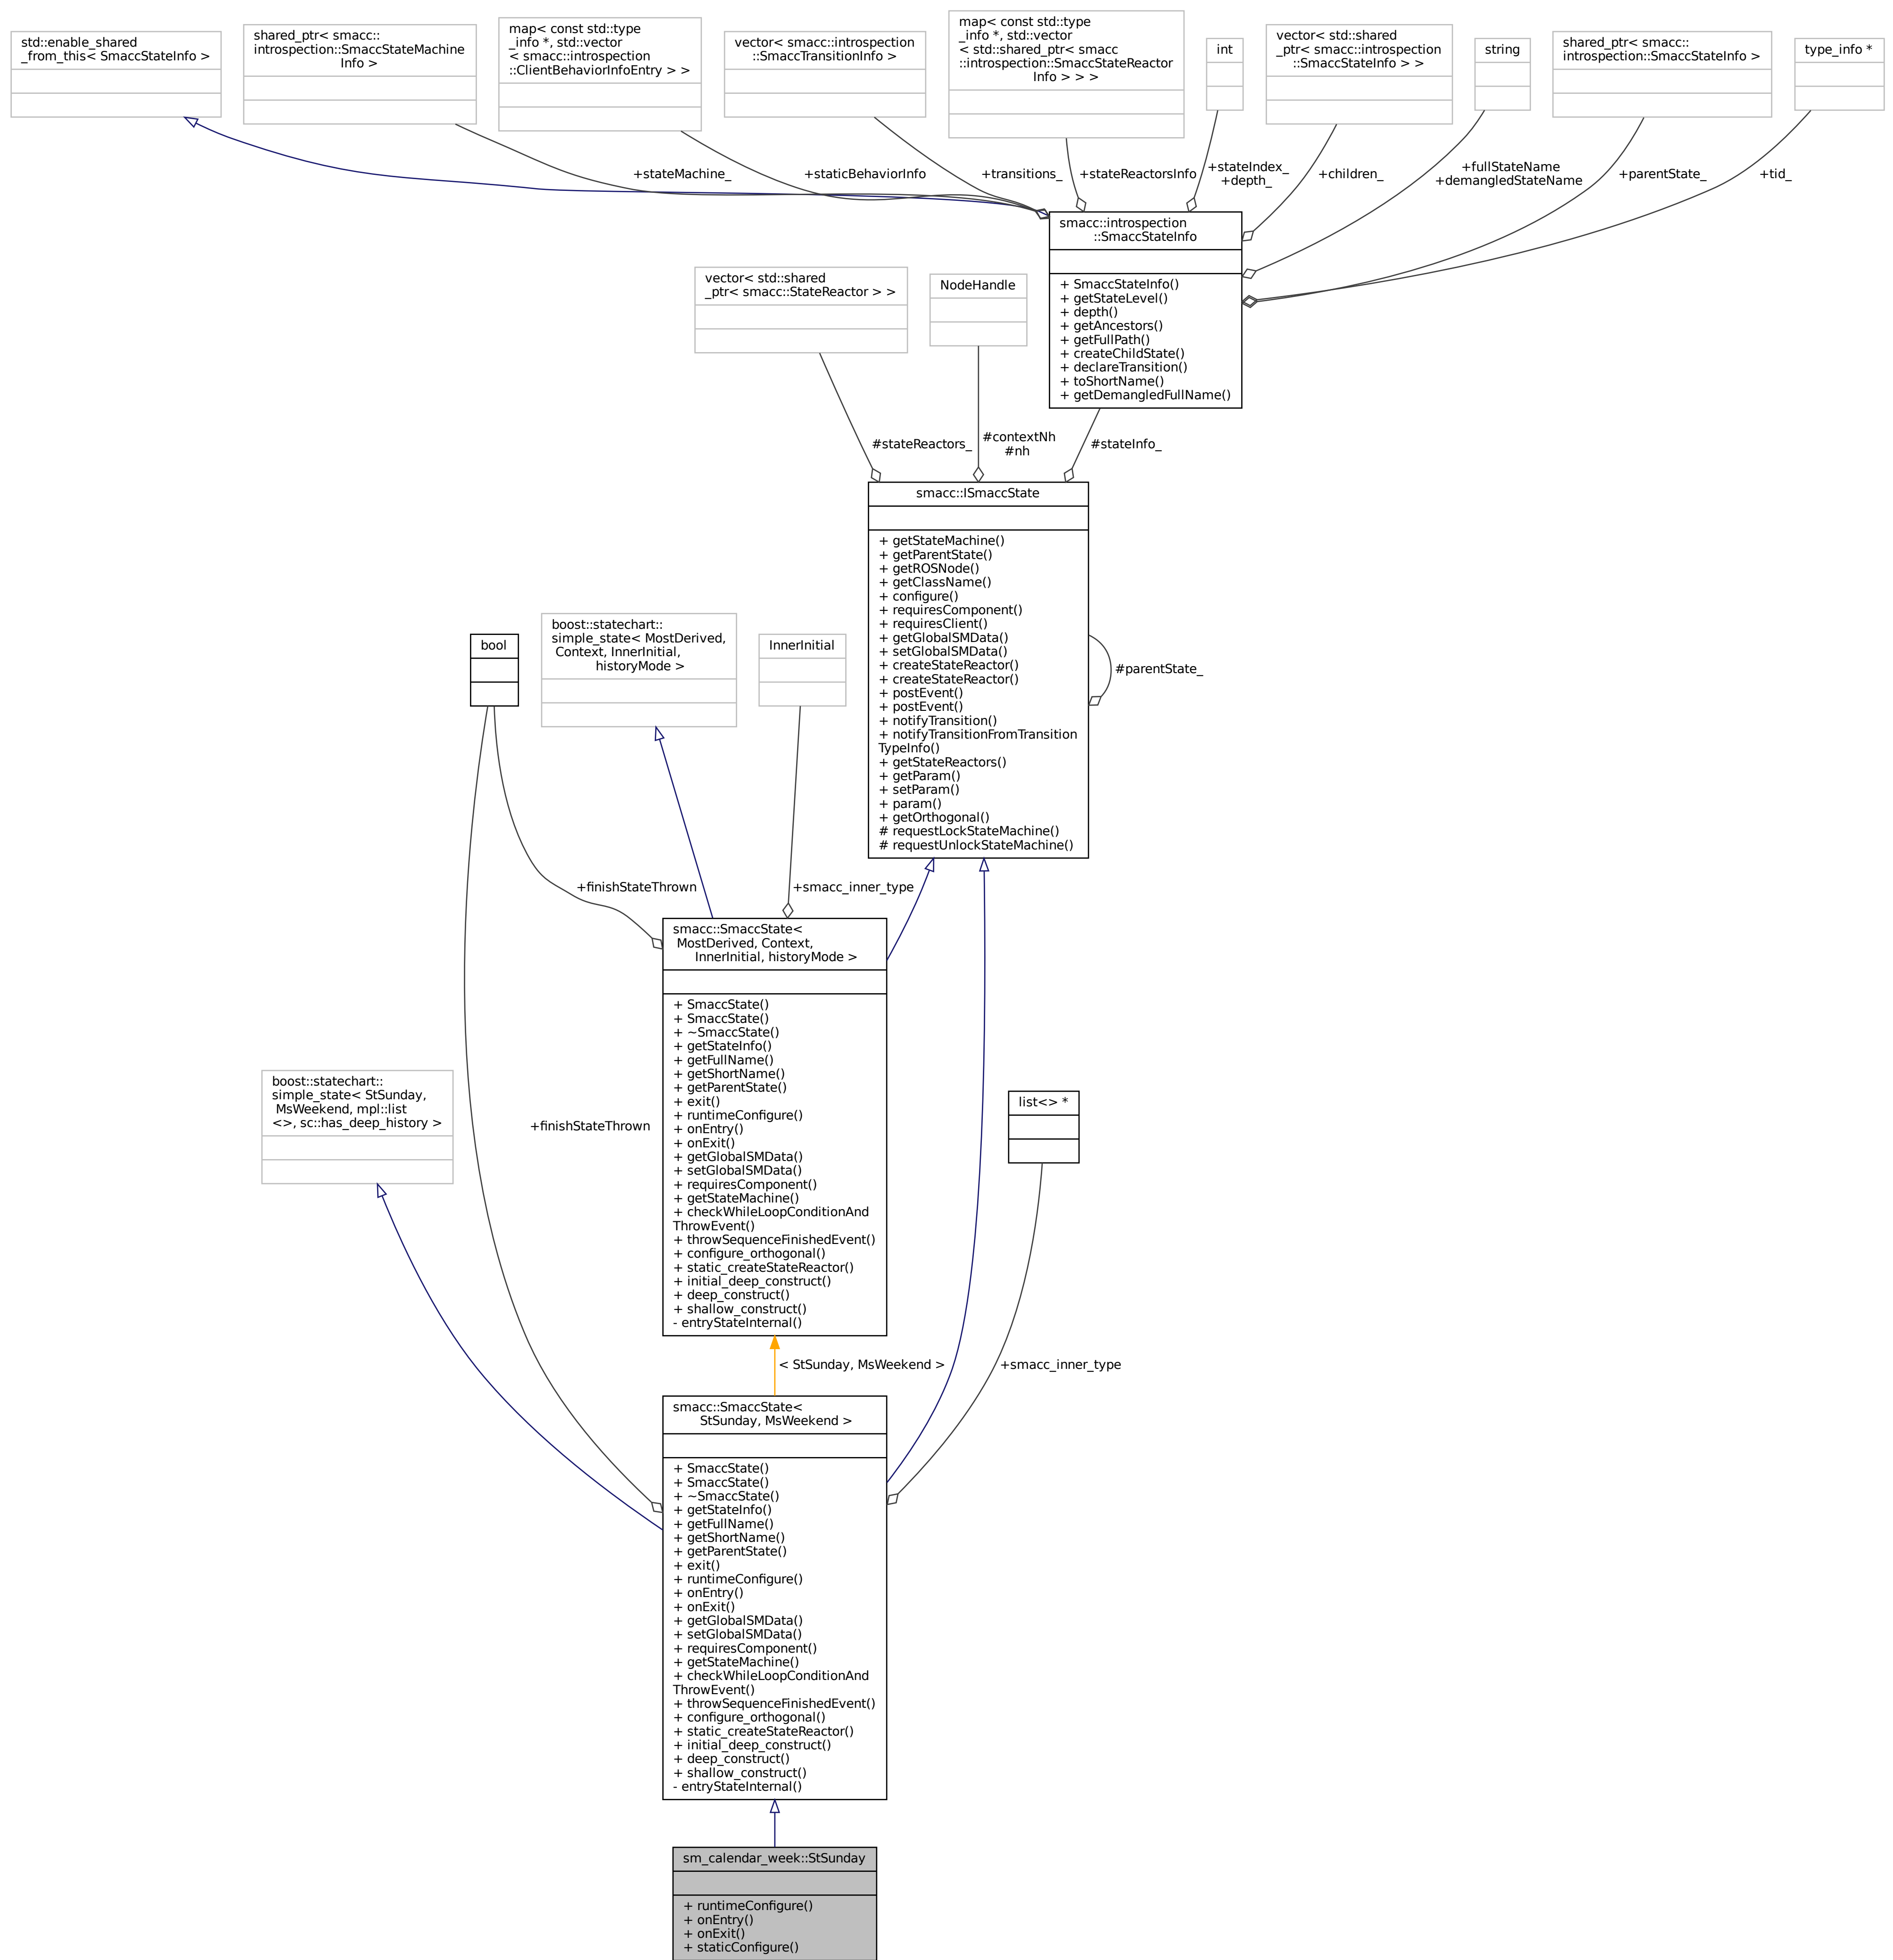 std::enable_shared
_from_this< SmaccStateInfo >
shared_ptr< smacc::
introspection::SmaccStateMachine
Info >
map< const std::type
_info *, std::vector
< smacc::introspection
::ClientBehaviorInfoEntry > >
vector< smacc::introspection
::SmaccTransitionInfo >
map< const std::type
_info *, std::vector
< std::shared_ptr< smacc
::introspection::SmaccStateReactor
Info > > >
int
vector< std::shared
_ptr< smacc::introspection
::SmaccStateInfo > >
string
shared_ptr< smacc::
introspection::SmaccStateInfo >
type_info *
+stateMachine_
+staticBehaviorInfo
+transitions_
+stateReactorsInfo
+stateIndex_
+depth_
+children_
+fullStateName
+demangledStateName
+parentState_
+tid_
smacc::introspection
::SmaccStateInfo
+ SmaccStateInfo()
+ getStateLevel()
+ depth()
+ getAncestors()
+ getFullPath()
+ createChildState()
+ declareTransition()
+ toShortName()
+ getDemangledFullName()
vector< std::shared
_ptr< smacc::StateReactor > >
NodeHandle
#stateReactors_
#contextNh
#nh
#stateInfo_
smacc::ISmaccState
+ getStateMachine()
+ getParentState()
+ getROSNode()
+ getClassName()
+ configure()
+ requiresComponent()
+ requiresClient()
+ getGlobalSMData()
+ setGlobalSMData()
+ createStateReactor()
+ createStateReactor()
+ postEvent()
+ postEvent()
+ notifyTransition()
+ notifyTransitionFromTransition
TypeInfo()
+ getStateReactors()
+ getParam()
+ setParam()
+ param()
+ getOrthogonal()
# requestLockStateMachine()
# requestUnlockStateMachine()
#parentState_
bool
boost::statechart::
simple_state< MostDerived,
Context, InnerInitial,
historyMode >
InnerInitial
+finishStateThrown
+smacc_inner_type
smacc::SmaccState<
MostDerived, Context,
InnerInitial, historyMode >
+ SmaccState()
+ SmaccState()
+ ~SmaccState()
+ getStateInfo()
+ getFullName()
+ getShortName()
+ getParentState()
+ exit()
+ runtimeConfigure()
+ onEntry()
+ onExit()
+ getGlobalSMData()
+ setGlobalSMData()
+ requiresComponent()
+ getStateMachine()
+ checkWhileLoopConditionAnd
ThrowEvent()
+ throwSequenceFinishedEvent()
+ configure_orthogonal()
+ static_createStateReactor()
+ initial_deep_construct()
+ deep_construct()
+ shallow_construct()
- entryStateInternal()
boost::statechart::
simple_state< StSunday,
MsWeekend, mpl::list
<>, sc::has_deep_history >
+finishStateThrown
list<> *
< StSunday, MsWeekend >
+smacc_inner_type
smacc::SmaccState<
StSunday, MsWeekend >
+ SmaccState()
+ SmaccState()
+ ~SmaccState()
+ getStateInfo()
+ getFullName()
+ getShortName()
+ getParentState()
+ exit()
+ runtimeConfigure()
+ onEntry()
+ onExit()
+ getGlobalSMData()
+ setGlobalSMData()
+ requiresComponent()
+ getStateMachine()
+ checkWhileLoopConditionAnd
ThrowEvent()
+ throwSequenceFinishedEvent()
+ configure_orthogonal()
+ static_createStateReactor()
+ initial_deep_construct()
+ deep_construct()
+ shallow_construct()
- entryStateInternal()
sm_calendar_week::StSunday
+ runtimeConfigure()
+ onEntry()
+ onExit()
+ staticConfigure()